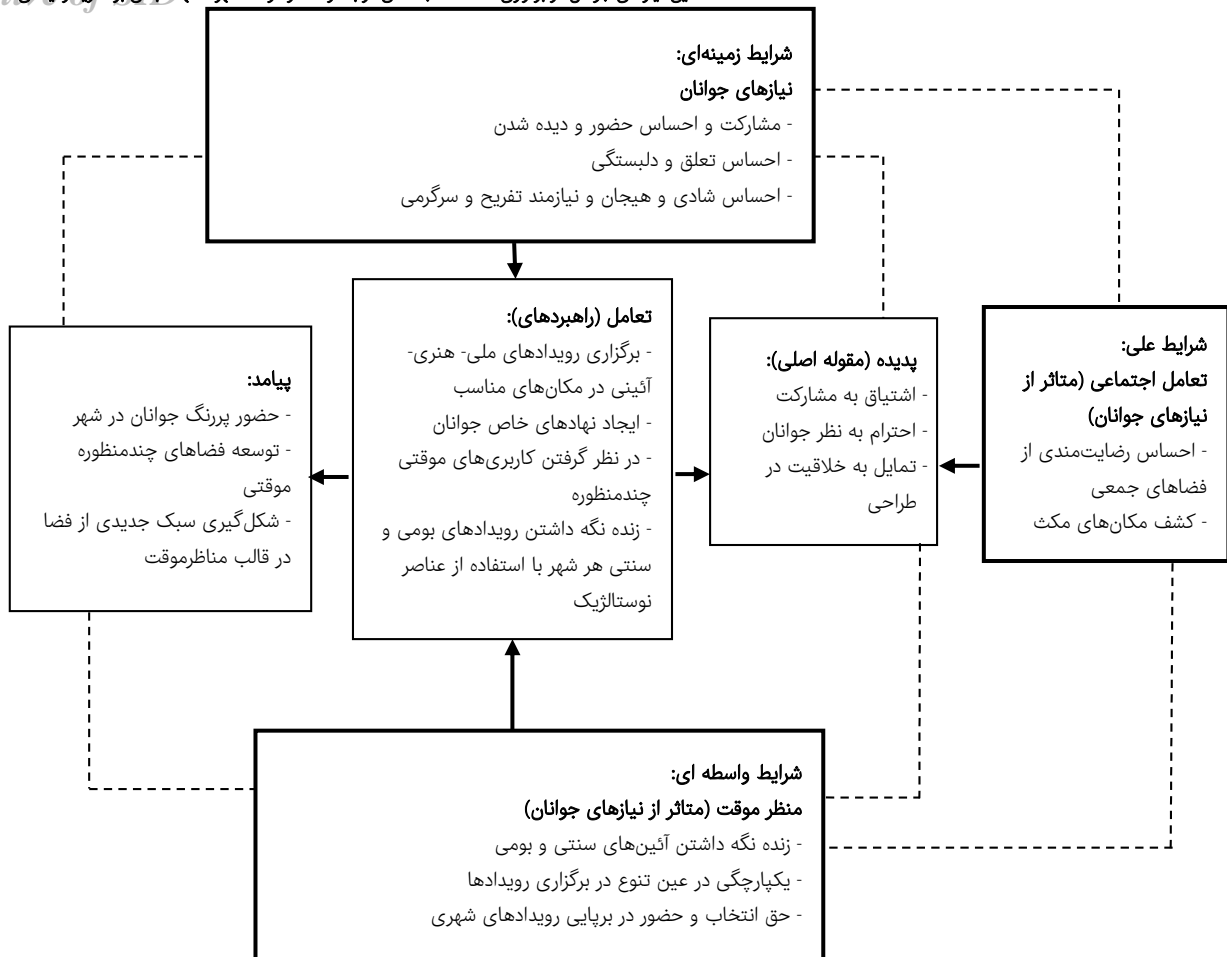 شرایط زمینه‌ای:
نیازهای جوانان
- مشارکت و احساس حضور و دیده شدن
- احساس تعلق و دلبستگی
- احساس شادی و هیجان و نیازمند تفریح و سرگرمی
شرایط علی:
تعامل اجتماعی (متاثر از
نیازهای جوانان)
- احساس رضایت‌مندی از
فضاهای جمعی
- کشف مکان‌های مکث
پدیده (مقوله اصلی):
- اشتیاق به مشارکت
- احترام به نظر جوانان
- تمایل به خلاقیت در
طراحی
تعامل (راهبردهای):
- برگزاری رویدادهای ملی- هنری-
آئینی در مکان‌های مناسب
- ایجاد نهادهای خاص جوانان
- در نظر گرفتن کاربری‌های موقتی
چندمنظوره
- زنده نگه داشتن رویدادهای بومی و
سنتی هر شهر با استفاده از عناصر
نوستالژیک
پیامد:
- حضور پررنگ جوانان در شهر
- توسعه فضاهای چندمنظوره
موقتی
- شکل‌گیری سبک جدیدی از فضا
در قالب مناظرموقت
شرایط واسطه ای:
منظر موقت (متاثر از نیازهای جوانان)
- زنده نگه داشتن آئین‌های سنتی و بومی
- یکپارچگی در عین تنوع در برگزاری رویدادها
- حق انتخاب و حضور در برپایی رویدادهای شهری